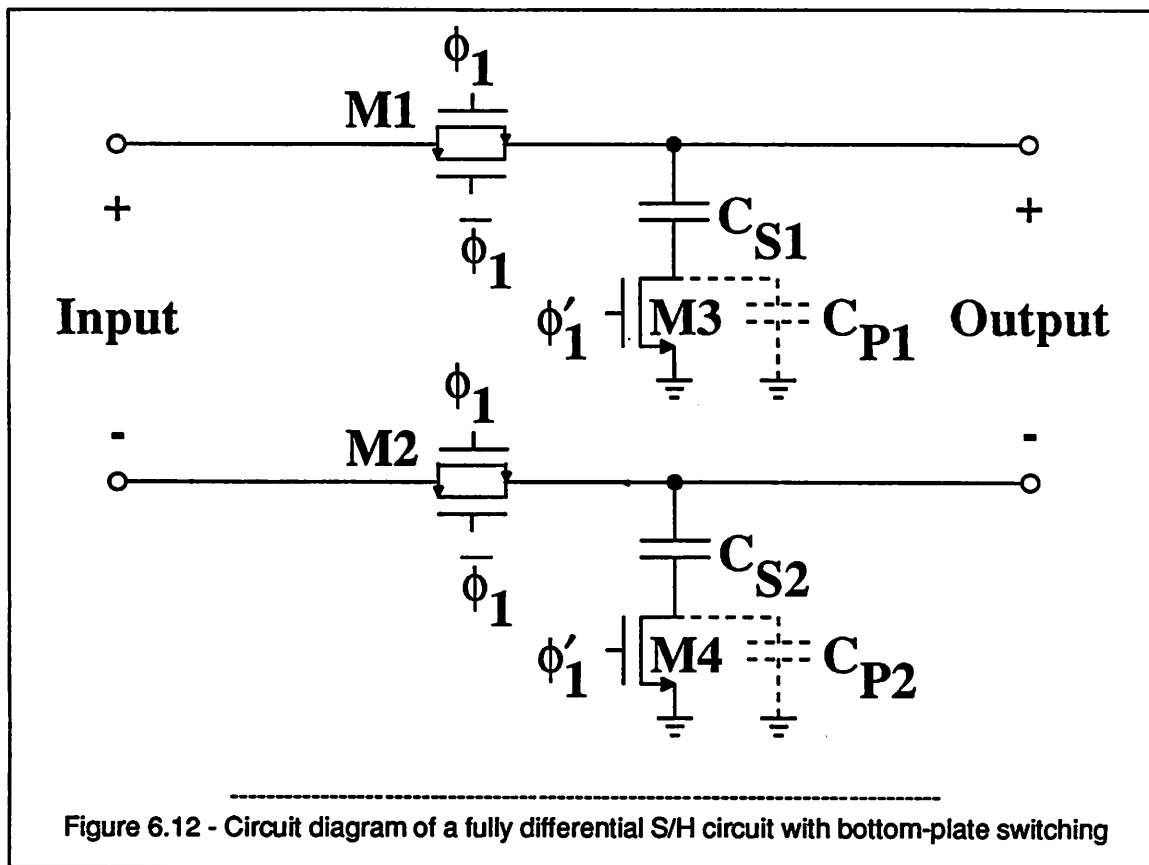 ϕ1
M1
+
ϕ̅1
CS1
+
Input
ϕ′1
M3
CP1
Output
ϕ1
-
M2
-
ϕ̅1
CS2
ϕ′1
M4
CP2
Figure 6.12 - Circuit diagram of a fully differential S/H circuit with bottom-plate switching